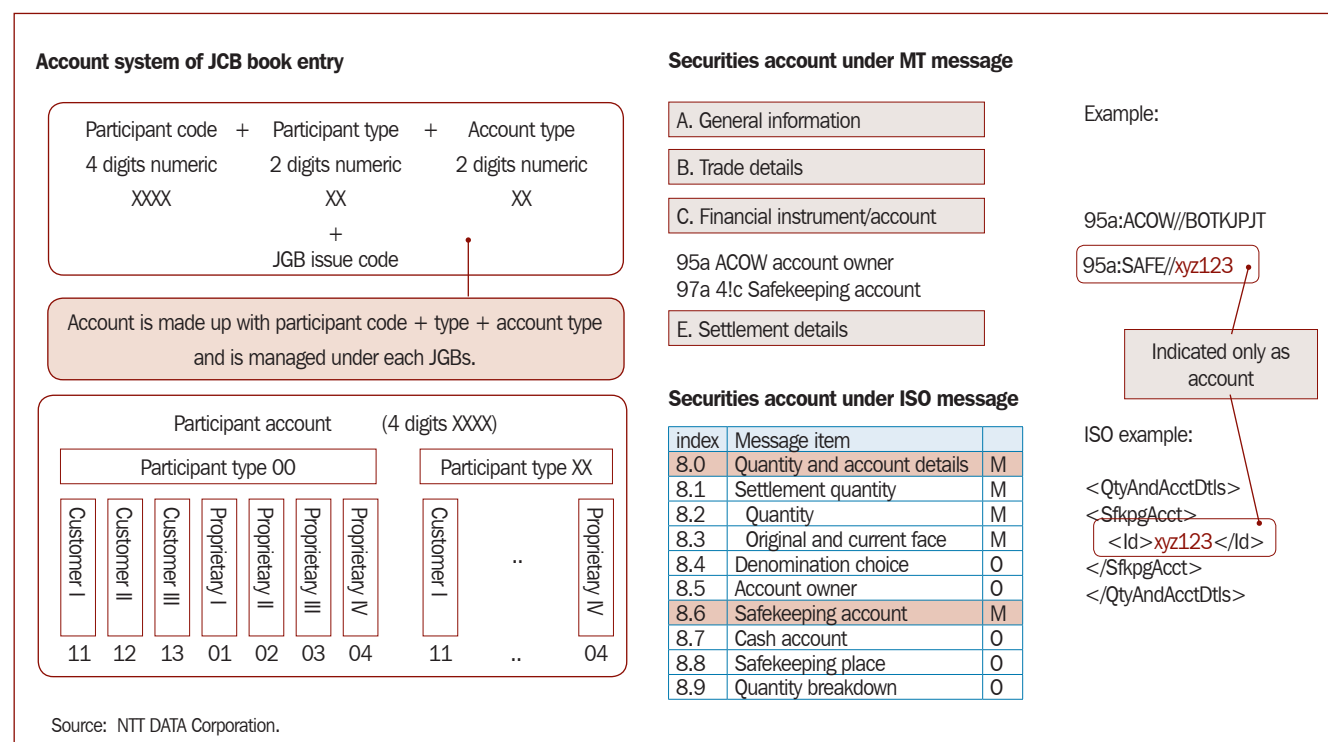 Account system of JCB book entry
Participant code + Participant type + Account type
4 digits numeric 2 digits numeric 2 digits numeric
XXXX XX XX
+
JGB issue code
Account is made up with participant code + type + account type
and is managed under each JGBs.
Participant account (4 digits XXXX)
Participant type 00 Participant type XX
Customer I
Customer II
Customer III
Proprietary I
Proprietary II
Proprietary III
Proprietary IV
Customer I
..
Proprietary IV
11 12 13 01 02 03 04 11 .. 04
Source: NTT DATA Corporation.
Securities account under MT message
A. General information
B. Trade details
C. Financial instrument/account
95a ACOW account owner
97a 4!c Safekeeping account
E. Settlement details
Example:
95a:ACOW//BOTKJPJT
95a:SAFE//xyz123
Indicated only as
account
Securities account under ISO message
index Message item
8.0 Quantity and account details M
8.1 Settlement quantity M
8.2 Quantity M
8.3 Original and current face M
8.4 Denomination choice O
8.5 Account owner O
8.6 Safekeeping account M
8.7 Cash account O
8.8 Safekeeping place O
8.9 Quantity breakdown O
ISO example:
<QtyAndAcctDtls>
<SfkpgAcct>
<Id>xyz123</Id>
</SfkpgAcct>
</QtyAndAcctDtls>